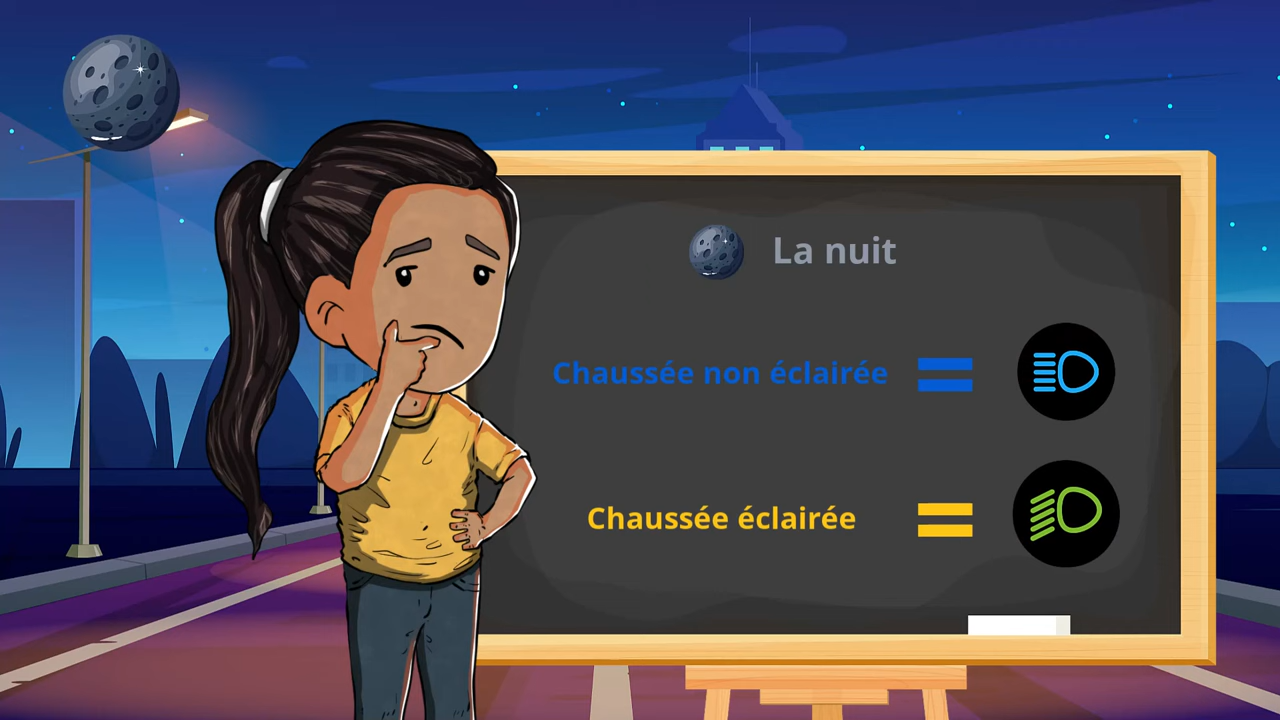 La nuit
Chaussée non éclairée =
Chaussée éclairée =